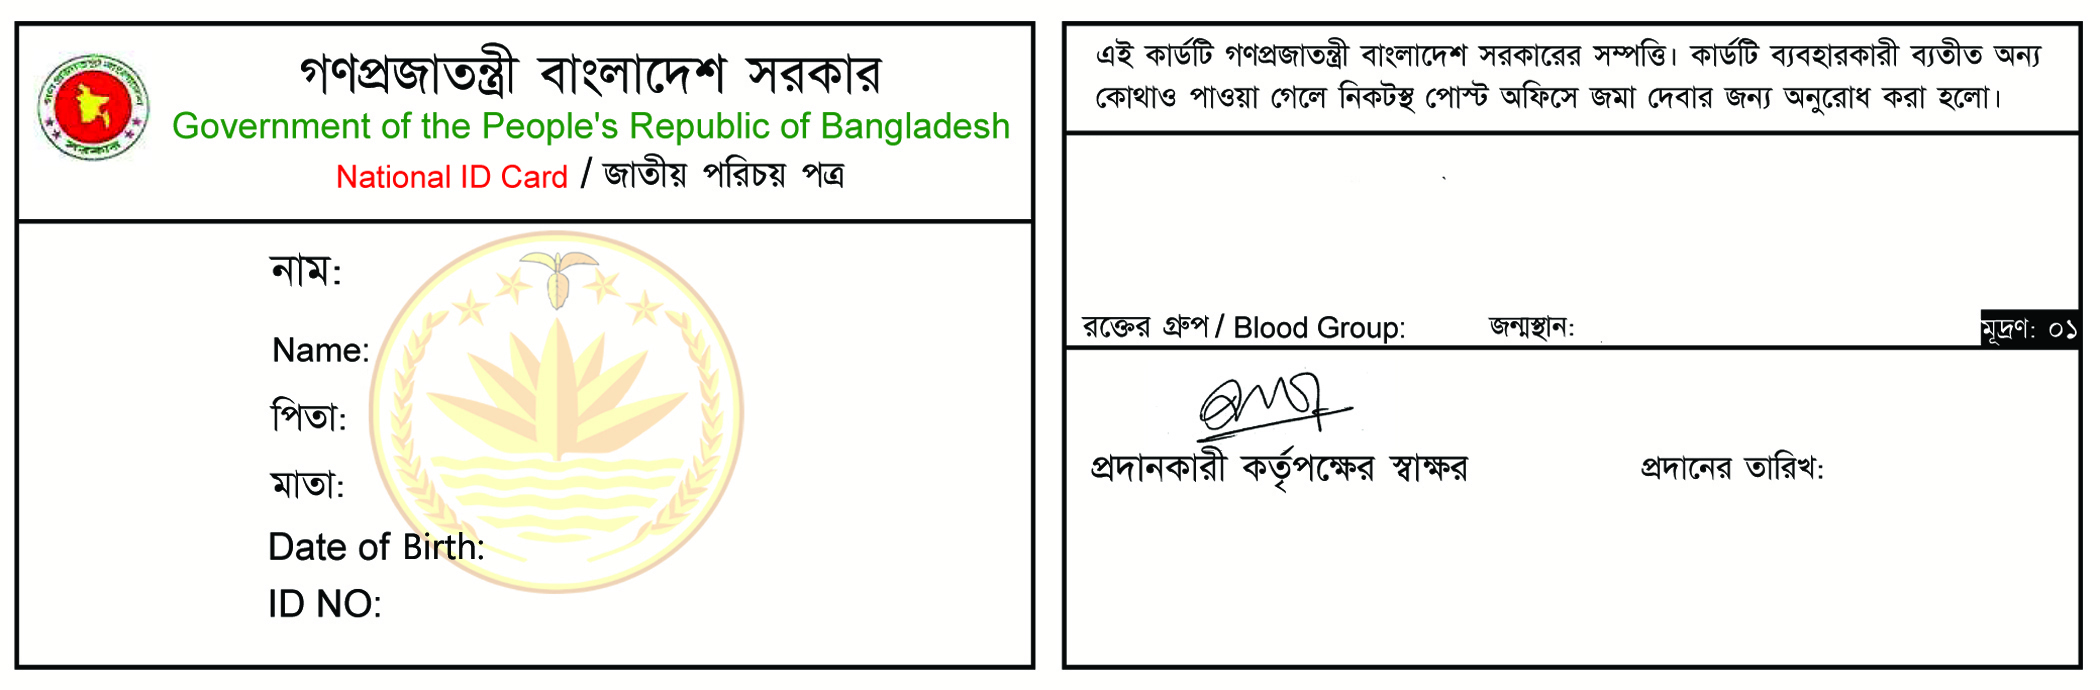 গণপ্রজাতন্ত্রী বাংলাদেশ সরকার
Government of the People's Republic of Bangladesh
National ID Card / জাতীয় পরিচয় পত্র
নাম:
Name:
পিতা:
মাতা:
Date of Birth:
ID NO:
এই কার্ডটি গণপ্রজাতন্ত্রী বাংলাদেশ সরকারের সম্পত্তি। কার্ডটি ব্যবহারকারী ব্যতীত অন্য
কোথাও পাওয়া গেলে নিকটস্থ পোস্ট অফিসে জমা দেবার জন্য অনুরোধ করা হলো।
রক্তের গ্রুপ / Blood Group: জন্মস্থান: মূদ্রণ: ০১
প্রদানকারী কর্তৃপক্ষের স্বাক্ষর প্রদানের তারিখ: